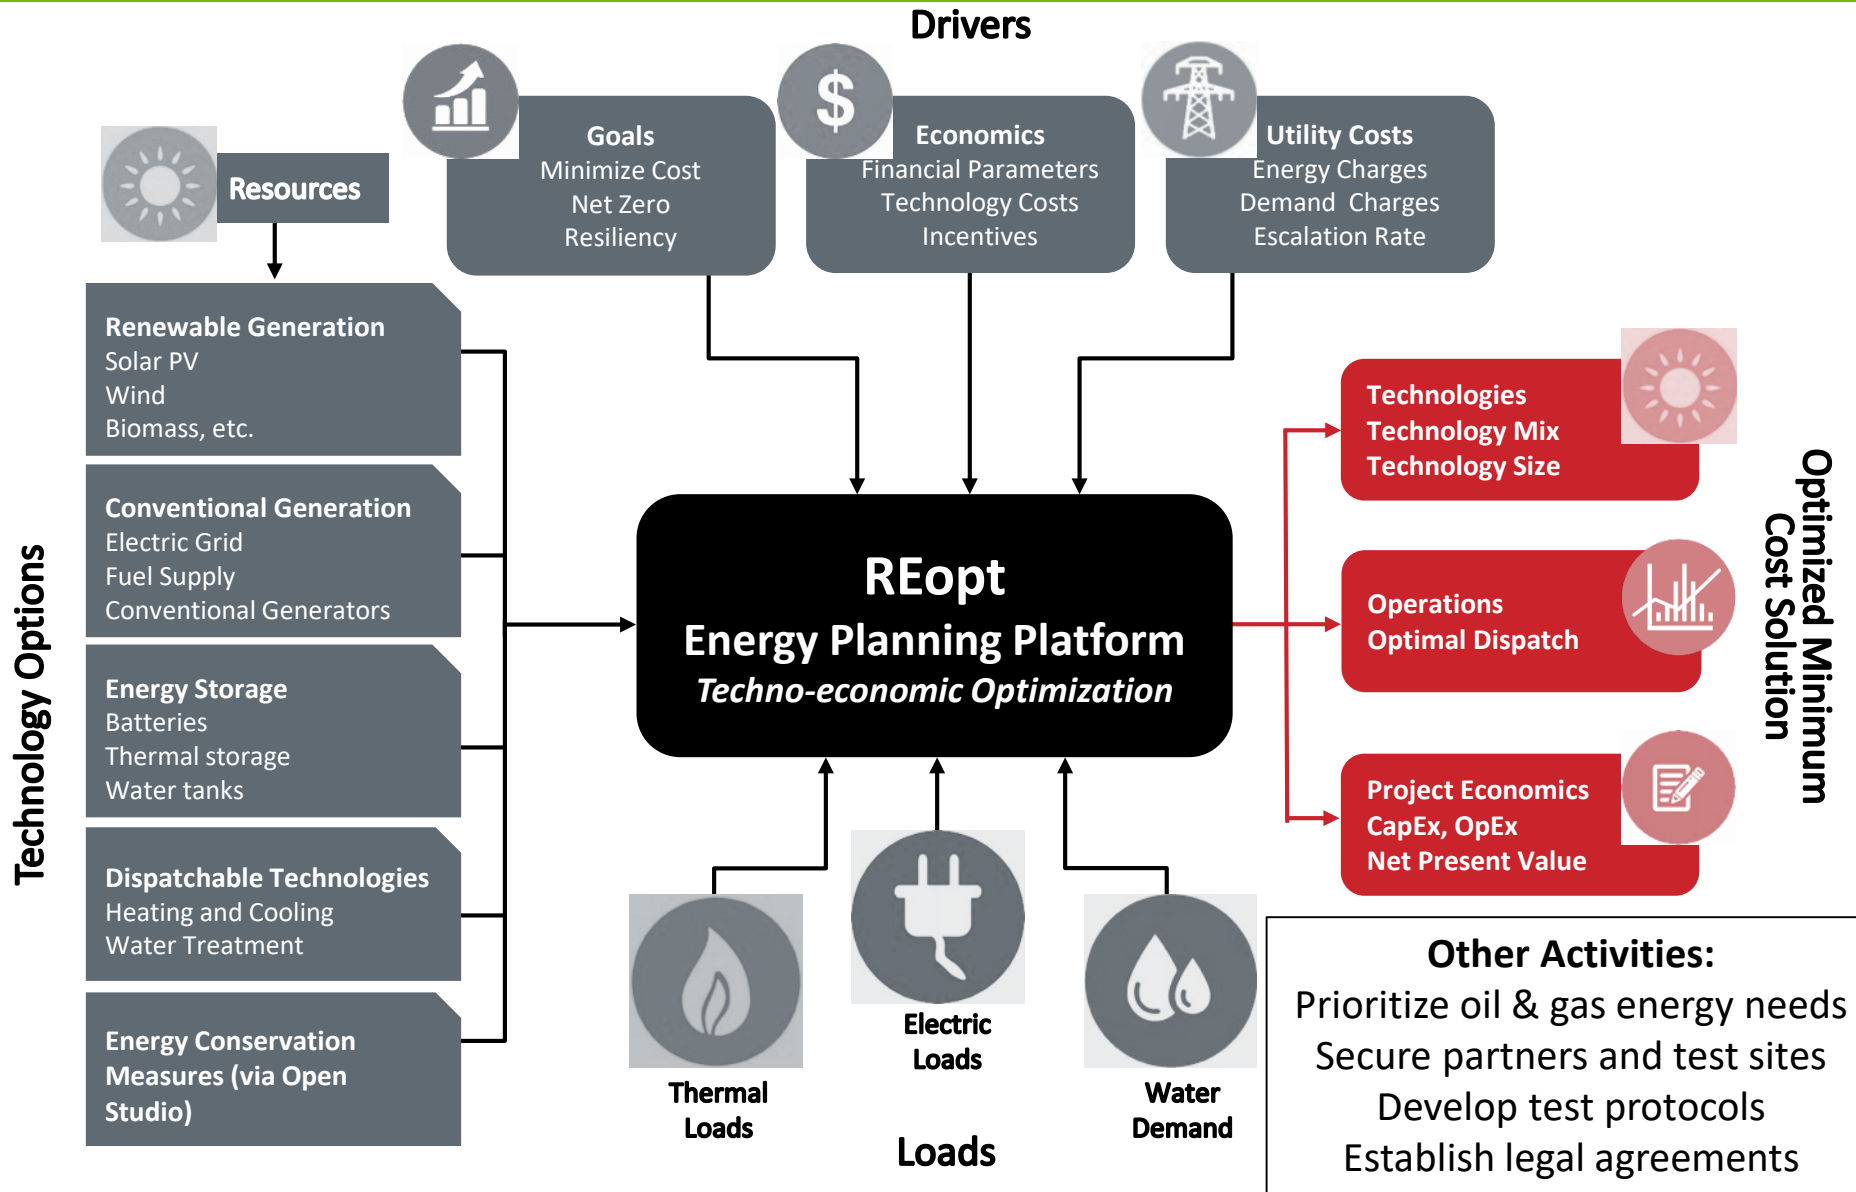 Drivers
Resources
Goals
Minimize Cost
Net Zero
Resiliency
$
Economics
Financial Parameters
Technology Costs
Incentives
Utility Costs
Energy Charges
Demand  Charges
Escalation Rate
Technology Options
Renewable Generation
Solar PV
Wind
Biomass, etc.
Conventional Generation
Electric Grid
Fuel Supply
Conventional Generators
Energy Storage
Batteries
Thermal storage
Water tanks
Dispatchable Technologies
Heating and Cooling
Water Treatment
Energy Conservation
Measures (via Open
Studio)
REopt
Energy Planning Platform
Techno-economic Optimization
Thermal
Loads
Electric
Loads
Water
Demand
Loads
Technologies
Technology Mix
Technology Size
Operations
Optimal Dispatch
Project Economics
CapEx, OpEx
Net Present Value
Optimized Minimum
Cost Solution
Other Activities:
Prioritize oil & gas energy needs
Secure partners and test sites
Develop test protocols
Establish legal agreements